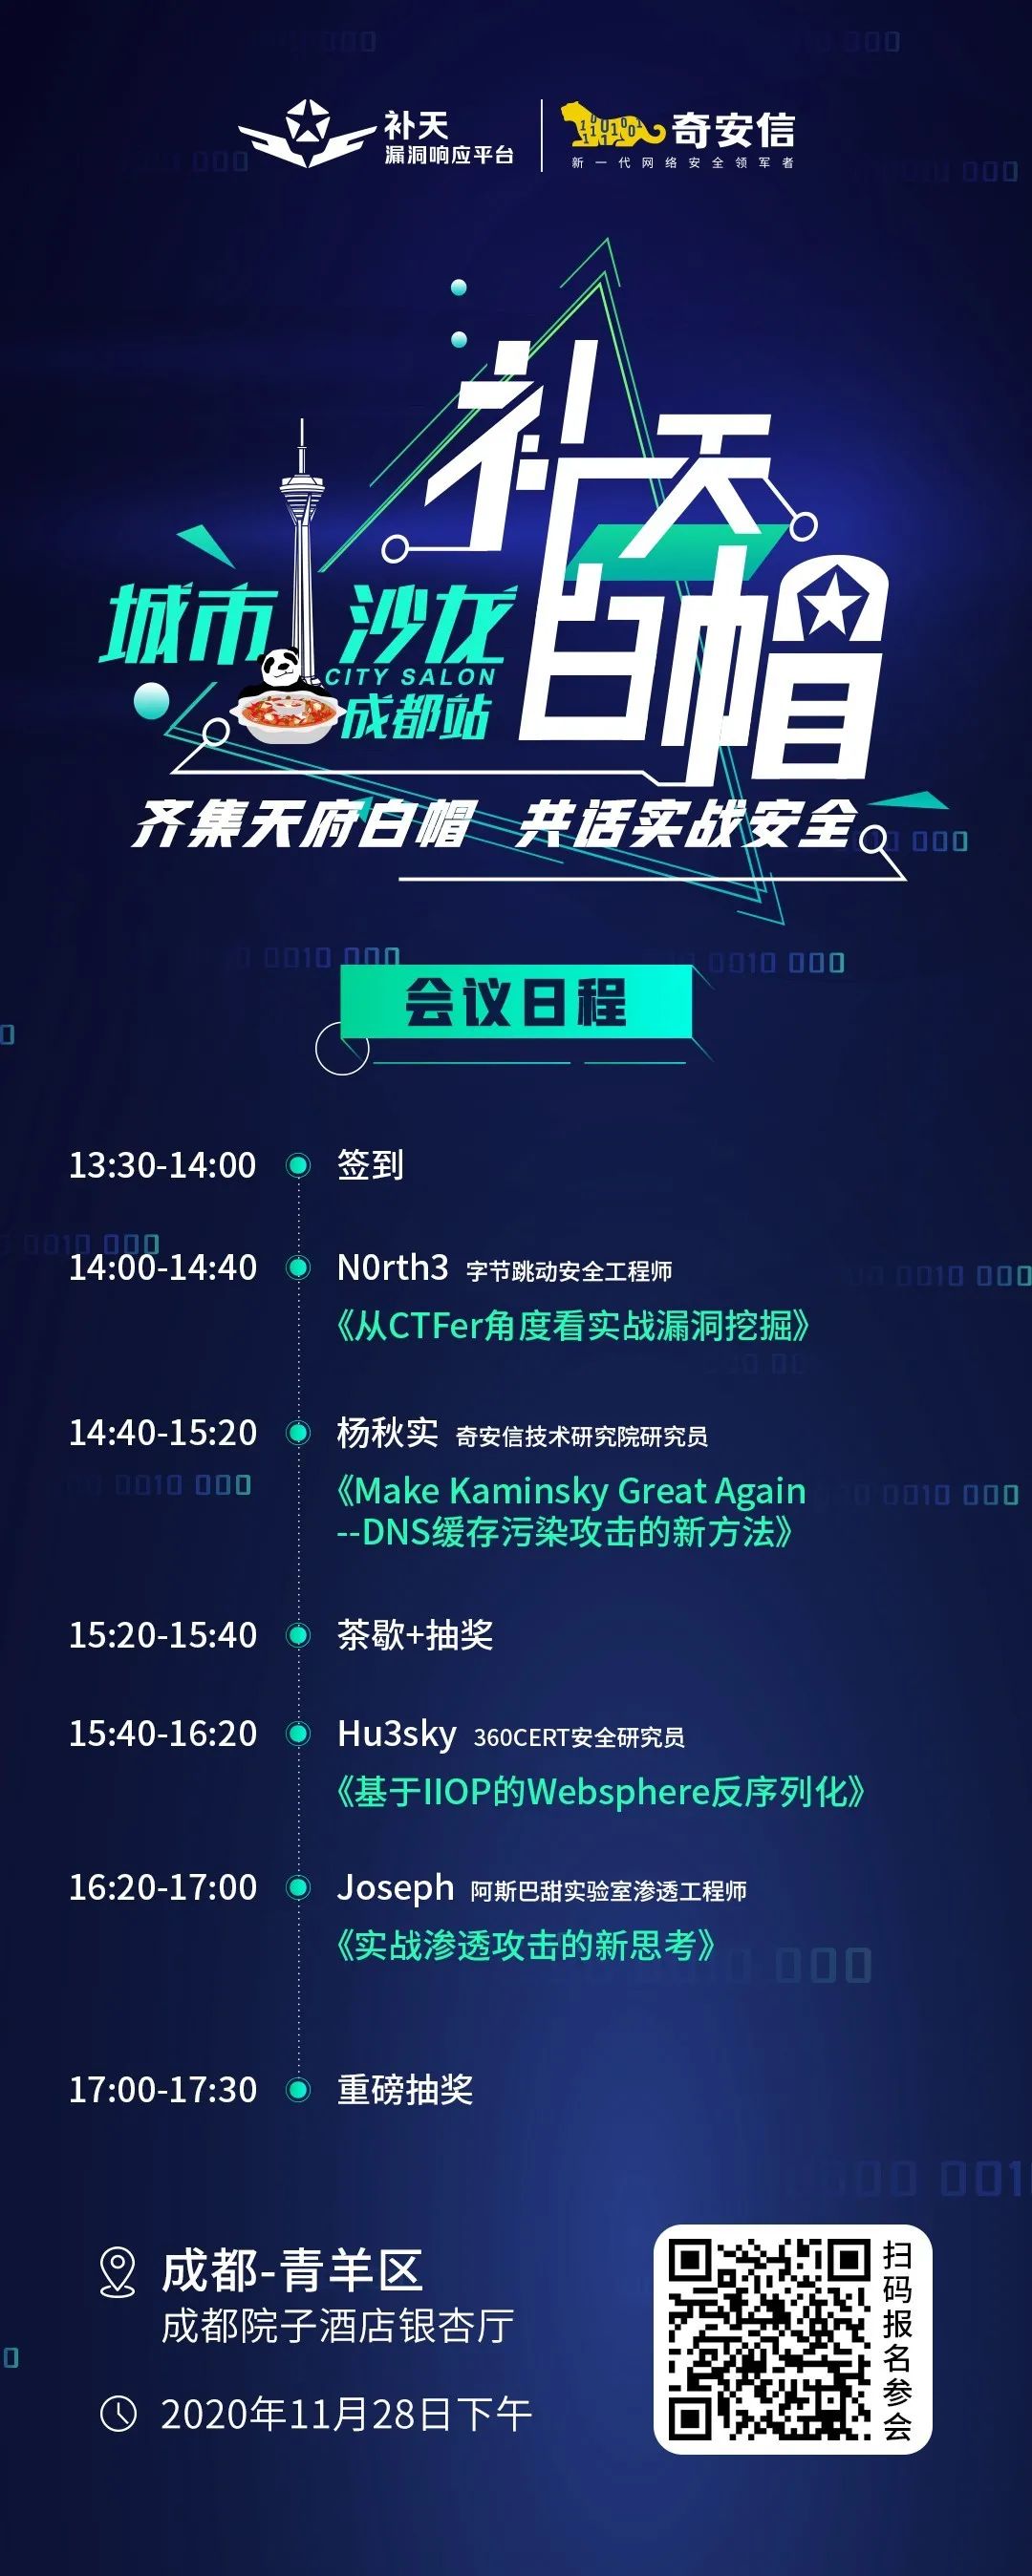 补天
漏洞响应平台
奇安信
新一代网络安全领军者
补天
白帽
城市沙龙
CITY SALON
成都站
齐集天府白帽 共话实战安全
会议日程
13:30-14:00 签到
14:00-14:40 N0rth3 字节跳动安全工程师
《从CTFer角度看实战漏洞挖掘》
14:40-15:20 杨秋实 奇安信技术研究院研究员
《Make Kaminsky Great Again
--DNS缓存污染攻击的新方法》
15:20-15:40 茶歇+抽奖
15:40-16:20 Hu3sky 360CERT安全研究员
《基于IIOP的Websphere反序列化》
16:20-17:00 Joseph 阿斯巴甜实验室渗透工程师
《实战渗透攻击的新思考》
17:00-17:30 重磅抽奖
成都-青羊区
成都院子酒店银杏厅
2020年11月28日下午
扫码报名参会